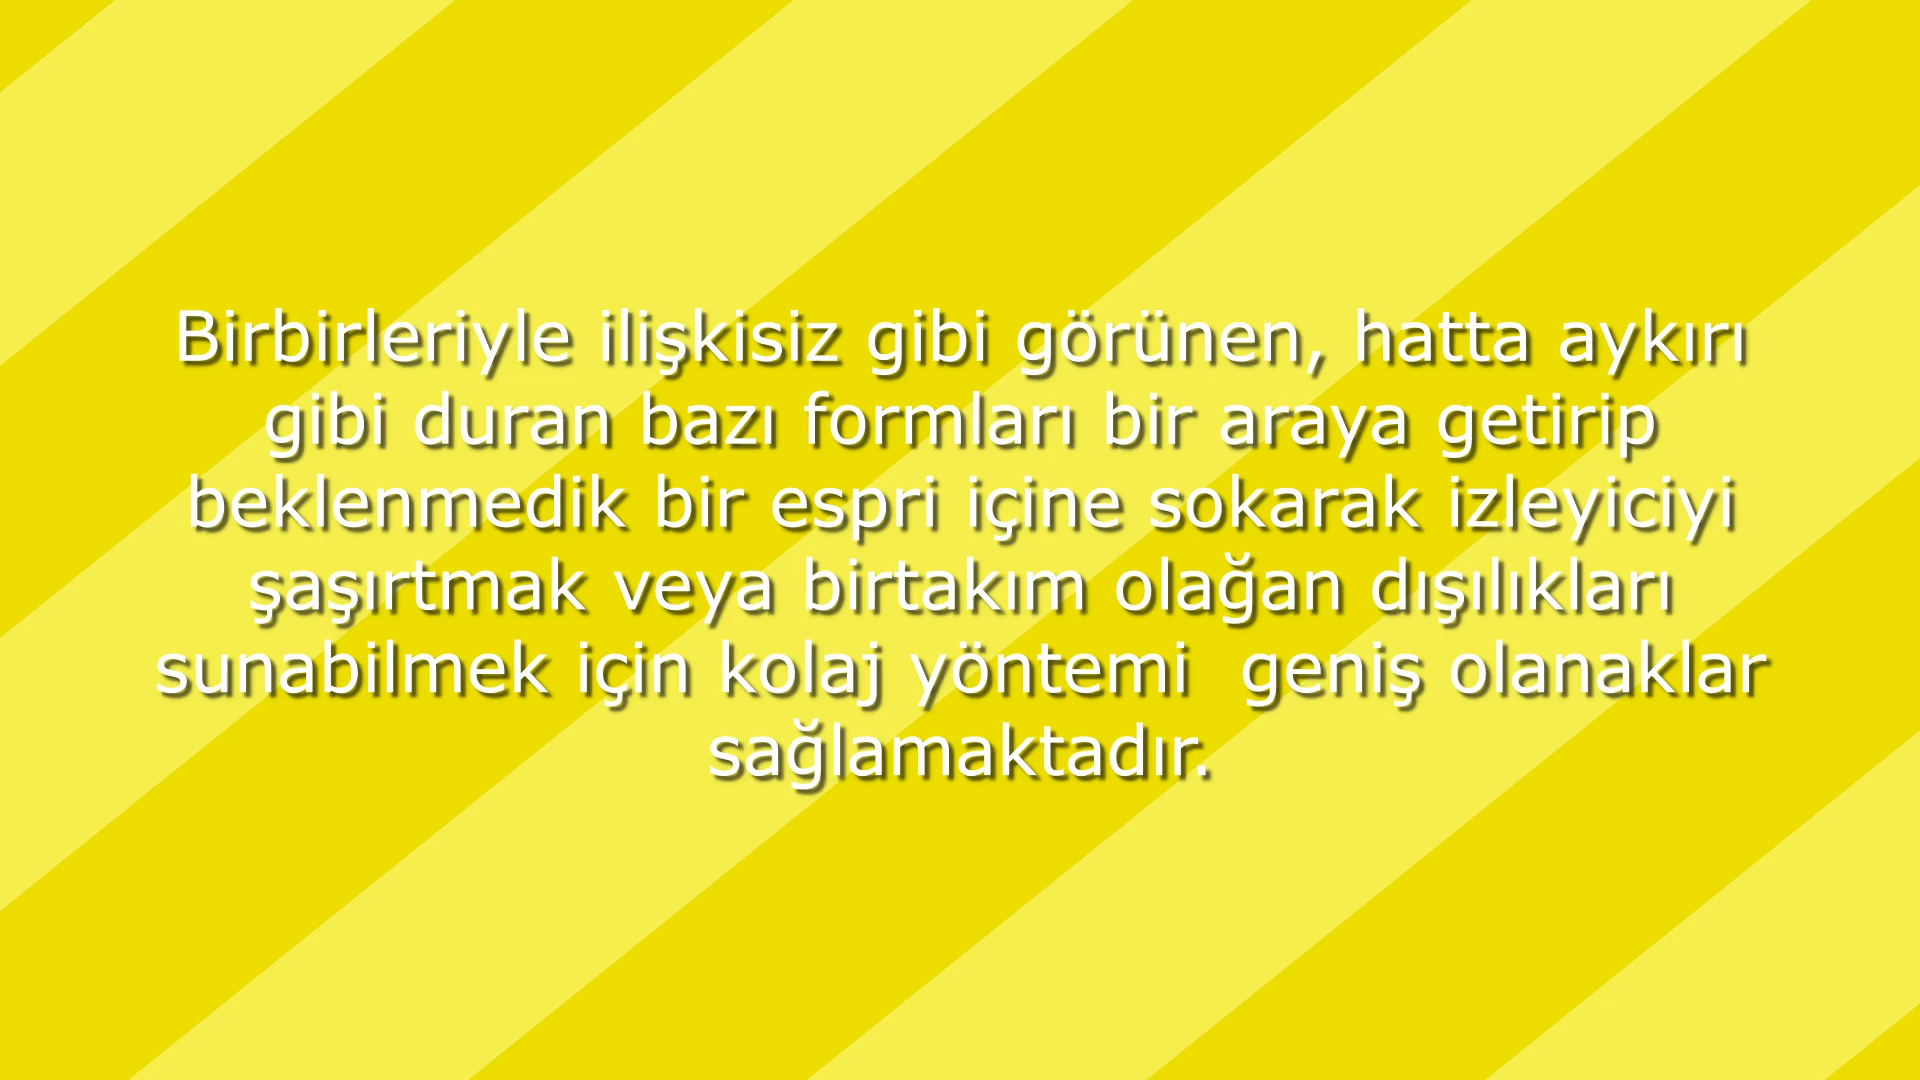 Birbirleriyle ilişkisiz gibi görünen, hatta aykırı
gibi duran bazı formları bir araya getirip
beklenmedik bir espri içine sokarak izleyiciyi
şaşırtmak veya birtakım olağan dışılıkları
sunabilmek için kolaj yöntemi  geniş olanaklar
sağlamaktadır.